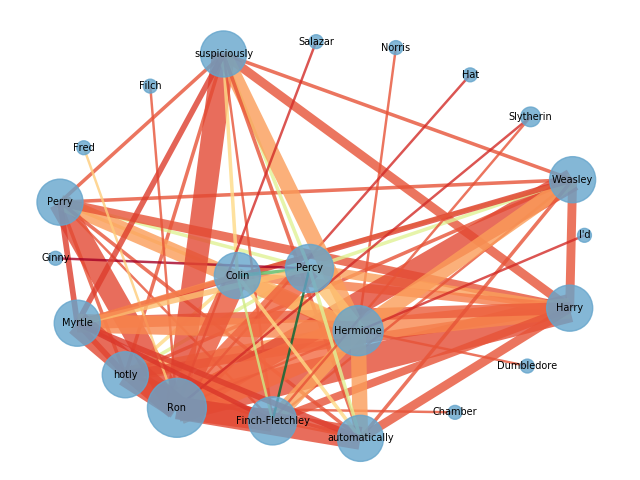 Salazar
Norris
suspiciously
Hat
Filch
Slytherin
Fred
Weasley
Perry
I'd
Ginny
Percy
Colin
Harry
Myrtle
Hermione
Dumbledore
hotly
Ron
Chamber
Finch-Fletchley
automatically